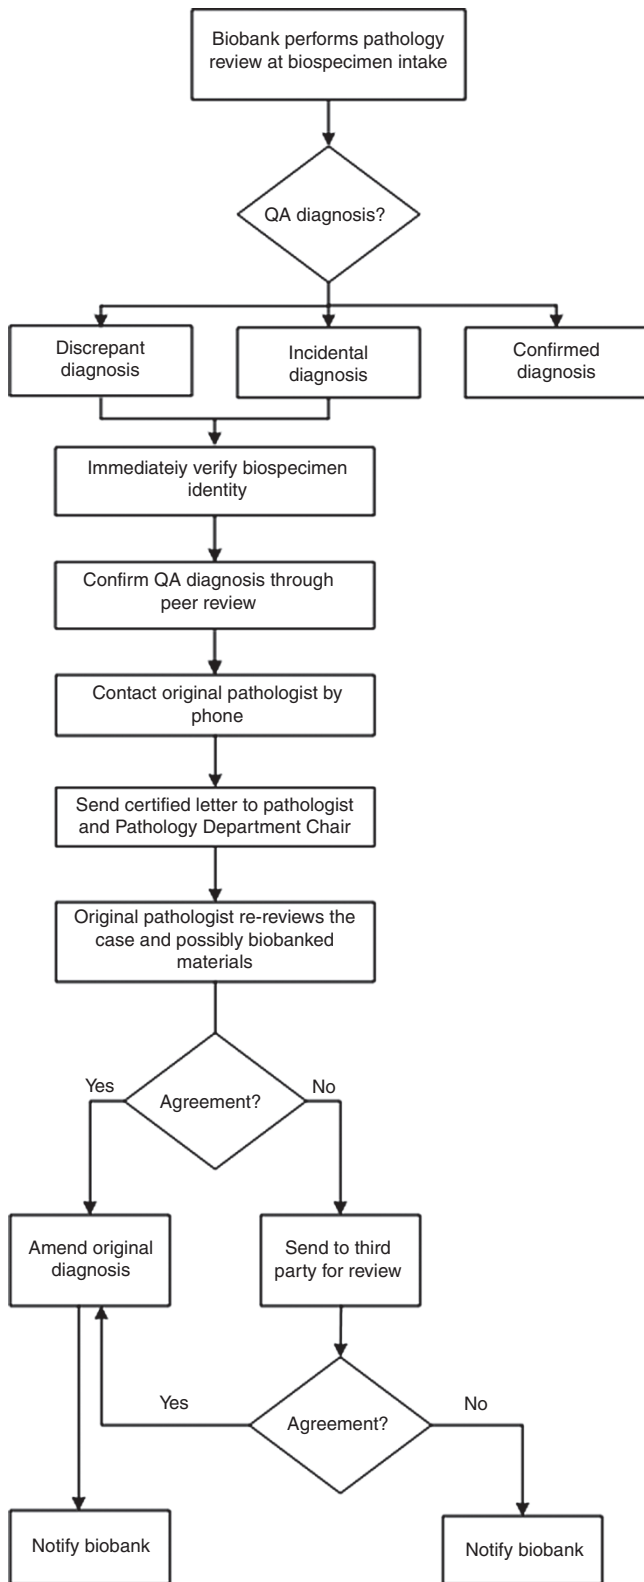 Biobank performs pathology
review at biospecimen intake
QA diagnosis?
Discrepant
diagnosis
Incidental
diagnosis
Confirmed
diagnosis
Immediateiy verify biospecimen
identity
Confirm QA diagnosis through
peer review
Contact original pathologist by
phone
Send certified letter to pathologist
and Pathology Department Chair
Original pathologist re-reviews the
case and possibly biobanked
materials
Yes
Agreement?
No
Amend original
diagnosis
Send to third
party for review
Yes
Agreement?
No
Notify biobank
Notify biobank